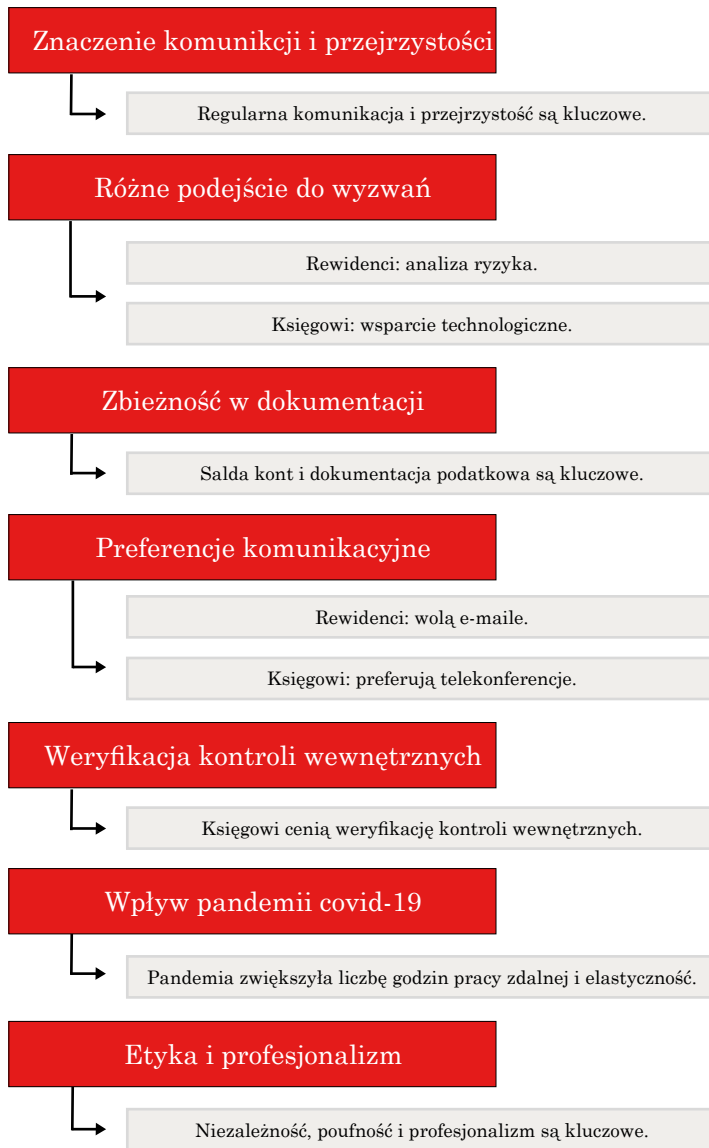 Znaczenie komunikcji i przejrzystości
Regularna komunikacja i przejrzystość są kluczowe.
Różne podejście do wyzwań
Rewidenci: analiza ryzyka.
Księgowi: wsparcie technologiczne.
Zbieżność w dokumentacji
Salda kont i dokumentacja podatkowa są kluczowe.
Preferencje komunikacyjne
Rewidenci: wolą e-maile.
Księgowi: preferują telekonferencje.
Weryfikacja kontroli wewnętrznych
Księgowi cenią weryfikację kontroli wewnętrznych.
Wpływ pandemii covid-19
Pandemia zwiększyła liczbę godzin pracy zdalnej i elastyczność.
Etyka i profesjonalizm
Niezależność, poufność i profesjonalizm są kluczowe.